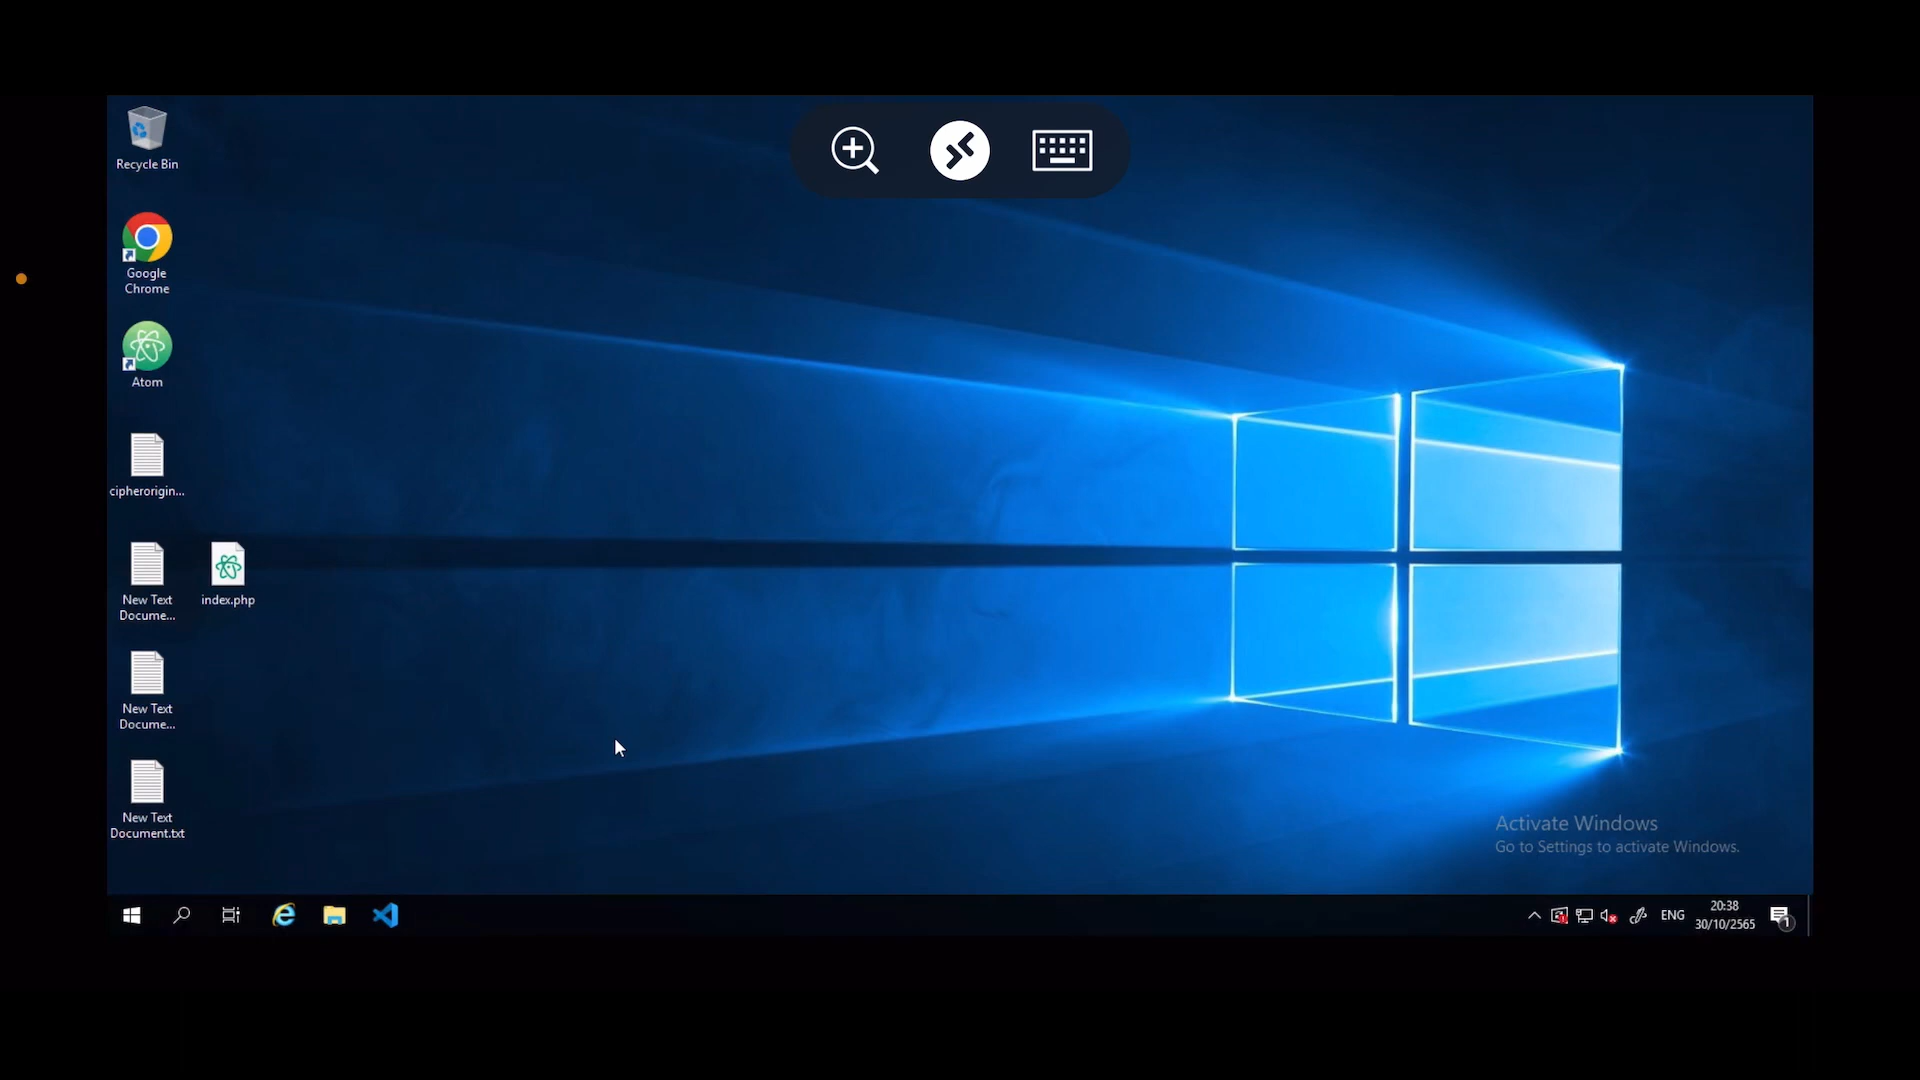 Recycle Bin
Google
Chrome
Atom
cipherorigin...
New Text
Docume...
index.php
New Text
Docume...
New Text
Document.txt
Activate Windows
Go to Settings to activate Windows.
ENG
20:38
30/10/2565
1